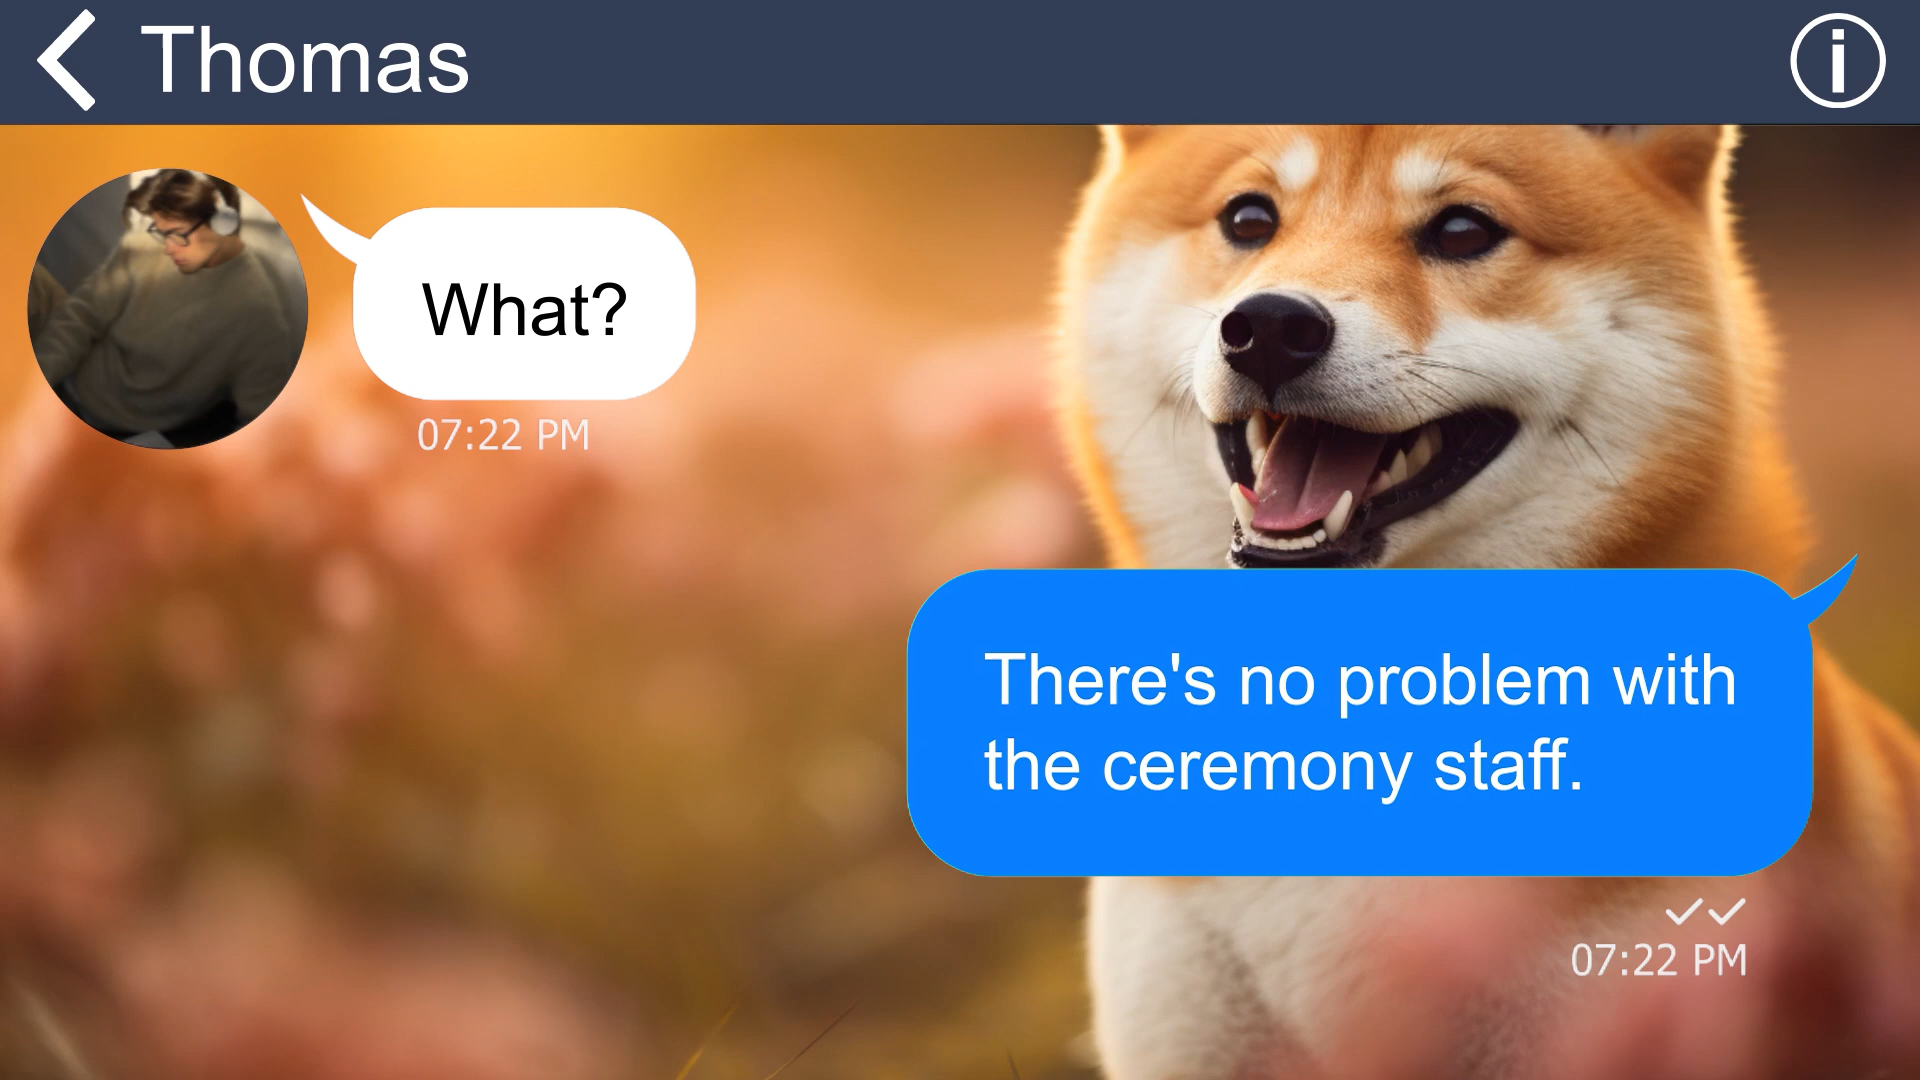 Thomas
What?
07:22 PM
There's no problem with
the ceremony staff.
07:22 PM